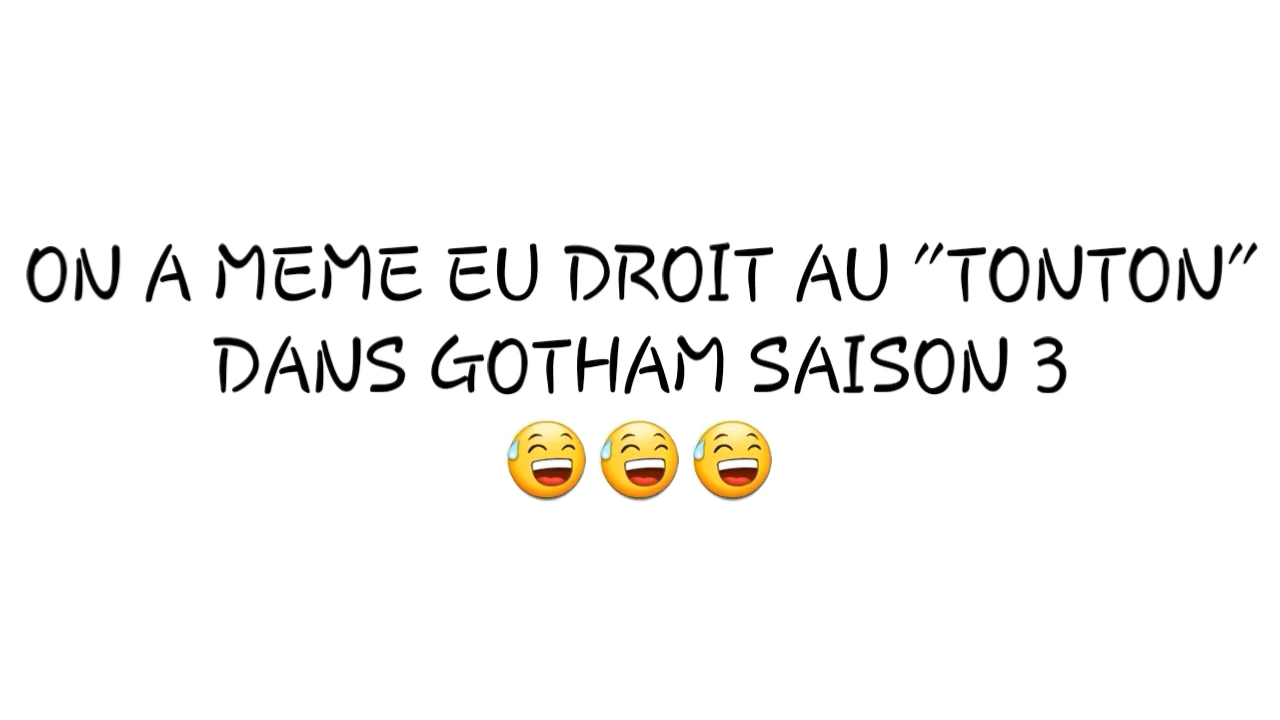 ON A MEME EU DROIT AU "TONTON"
DANS GOTHAM SAISON 3
😅😅😅